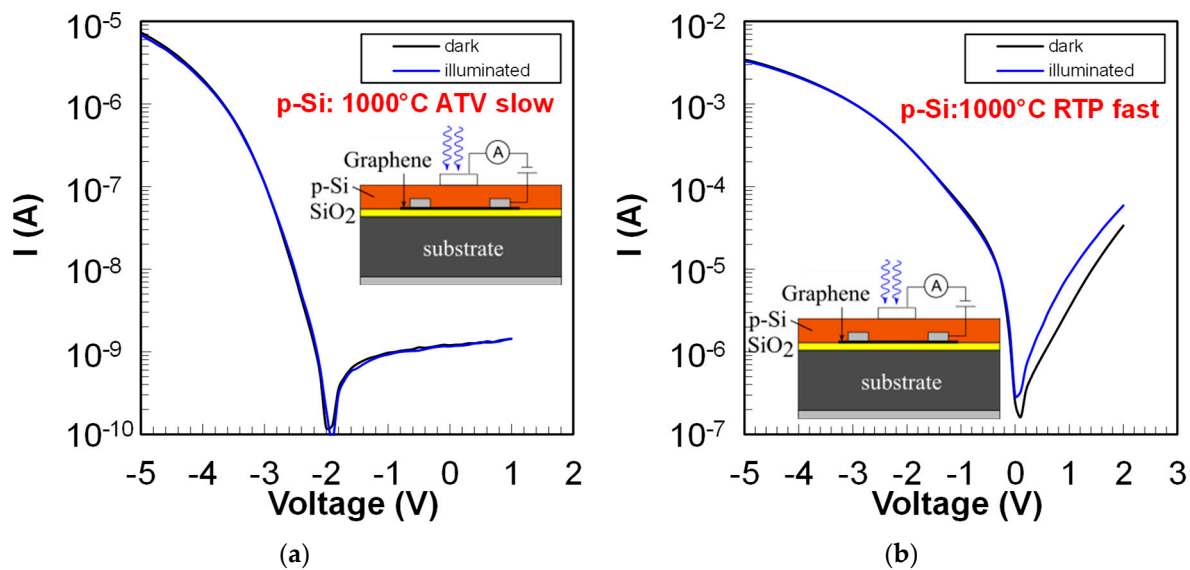 10-5
10-6
10-7
10-8
10-9
10-10
I (A)
dark
illuminated
p-Si: 1000°C ATV slow
A
Graphene
p-Si
SiO2
substrate
-5 -4 -3 -2 -1 0 1 2
Voltage (V)
(a)
10-2
10-3
10-4
10-5
10-6
10-7
I (A)
dark
illuminated
p-Si:1000°C RTP fast
A
Graphene
p-Si
SiO2
substrate
-5 -4 -3 -2 -1 0 1 2 3
Voltage (V)
(b)